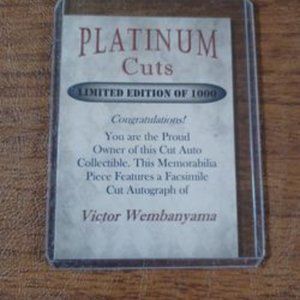 PLATINUM
Cuts
LIMITED EDITION OF 1000
Congratulations!
You are the Proud
Owner of this Cut Auto
Collectible. This Memorabilia
Piece Features a Facsimile
Cut Autograph of
Victor Wembanyama